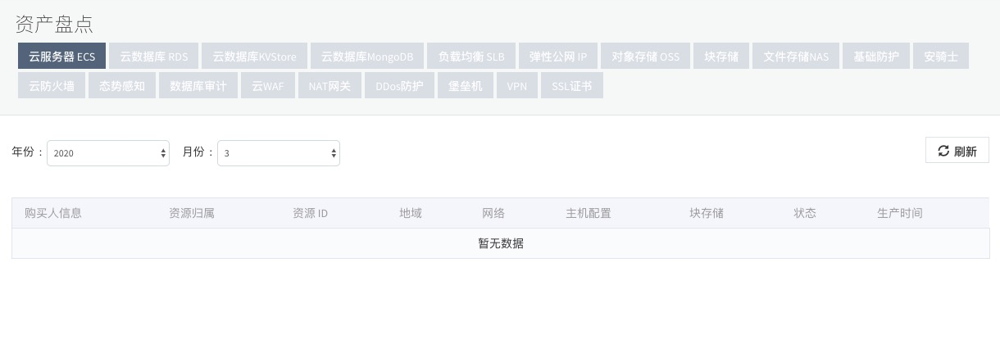 资产盘点
云服务器 ECS 云数据库 RDS 云数据库KVStore 云数据库MongoDB 负载均衡 SLB 弹性公网 IP 对象存储 OSS 块存储 文件存储NAS 基础防护 安骑士
云防火墙 态势感知 数据库审计 云WAF NAT网关 DDos防护 堡垒机 VPN SSL证书
年份： 2020 月份： 3 刷新
购买人信息 资源归属 资源 ID 地域 网络 主机配置 块存储 状态 生产时间
暂无数据